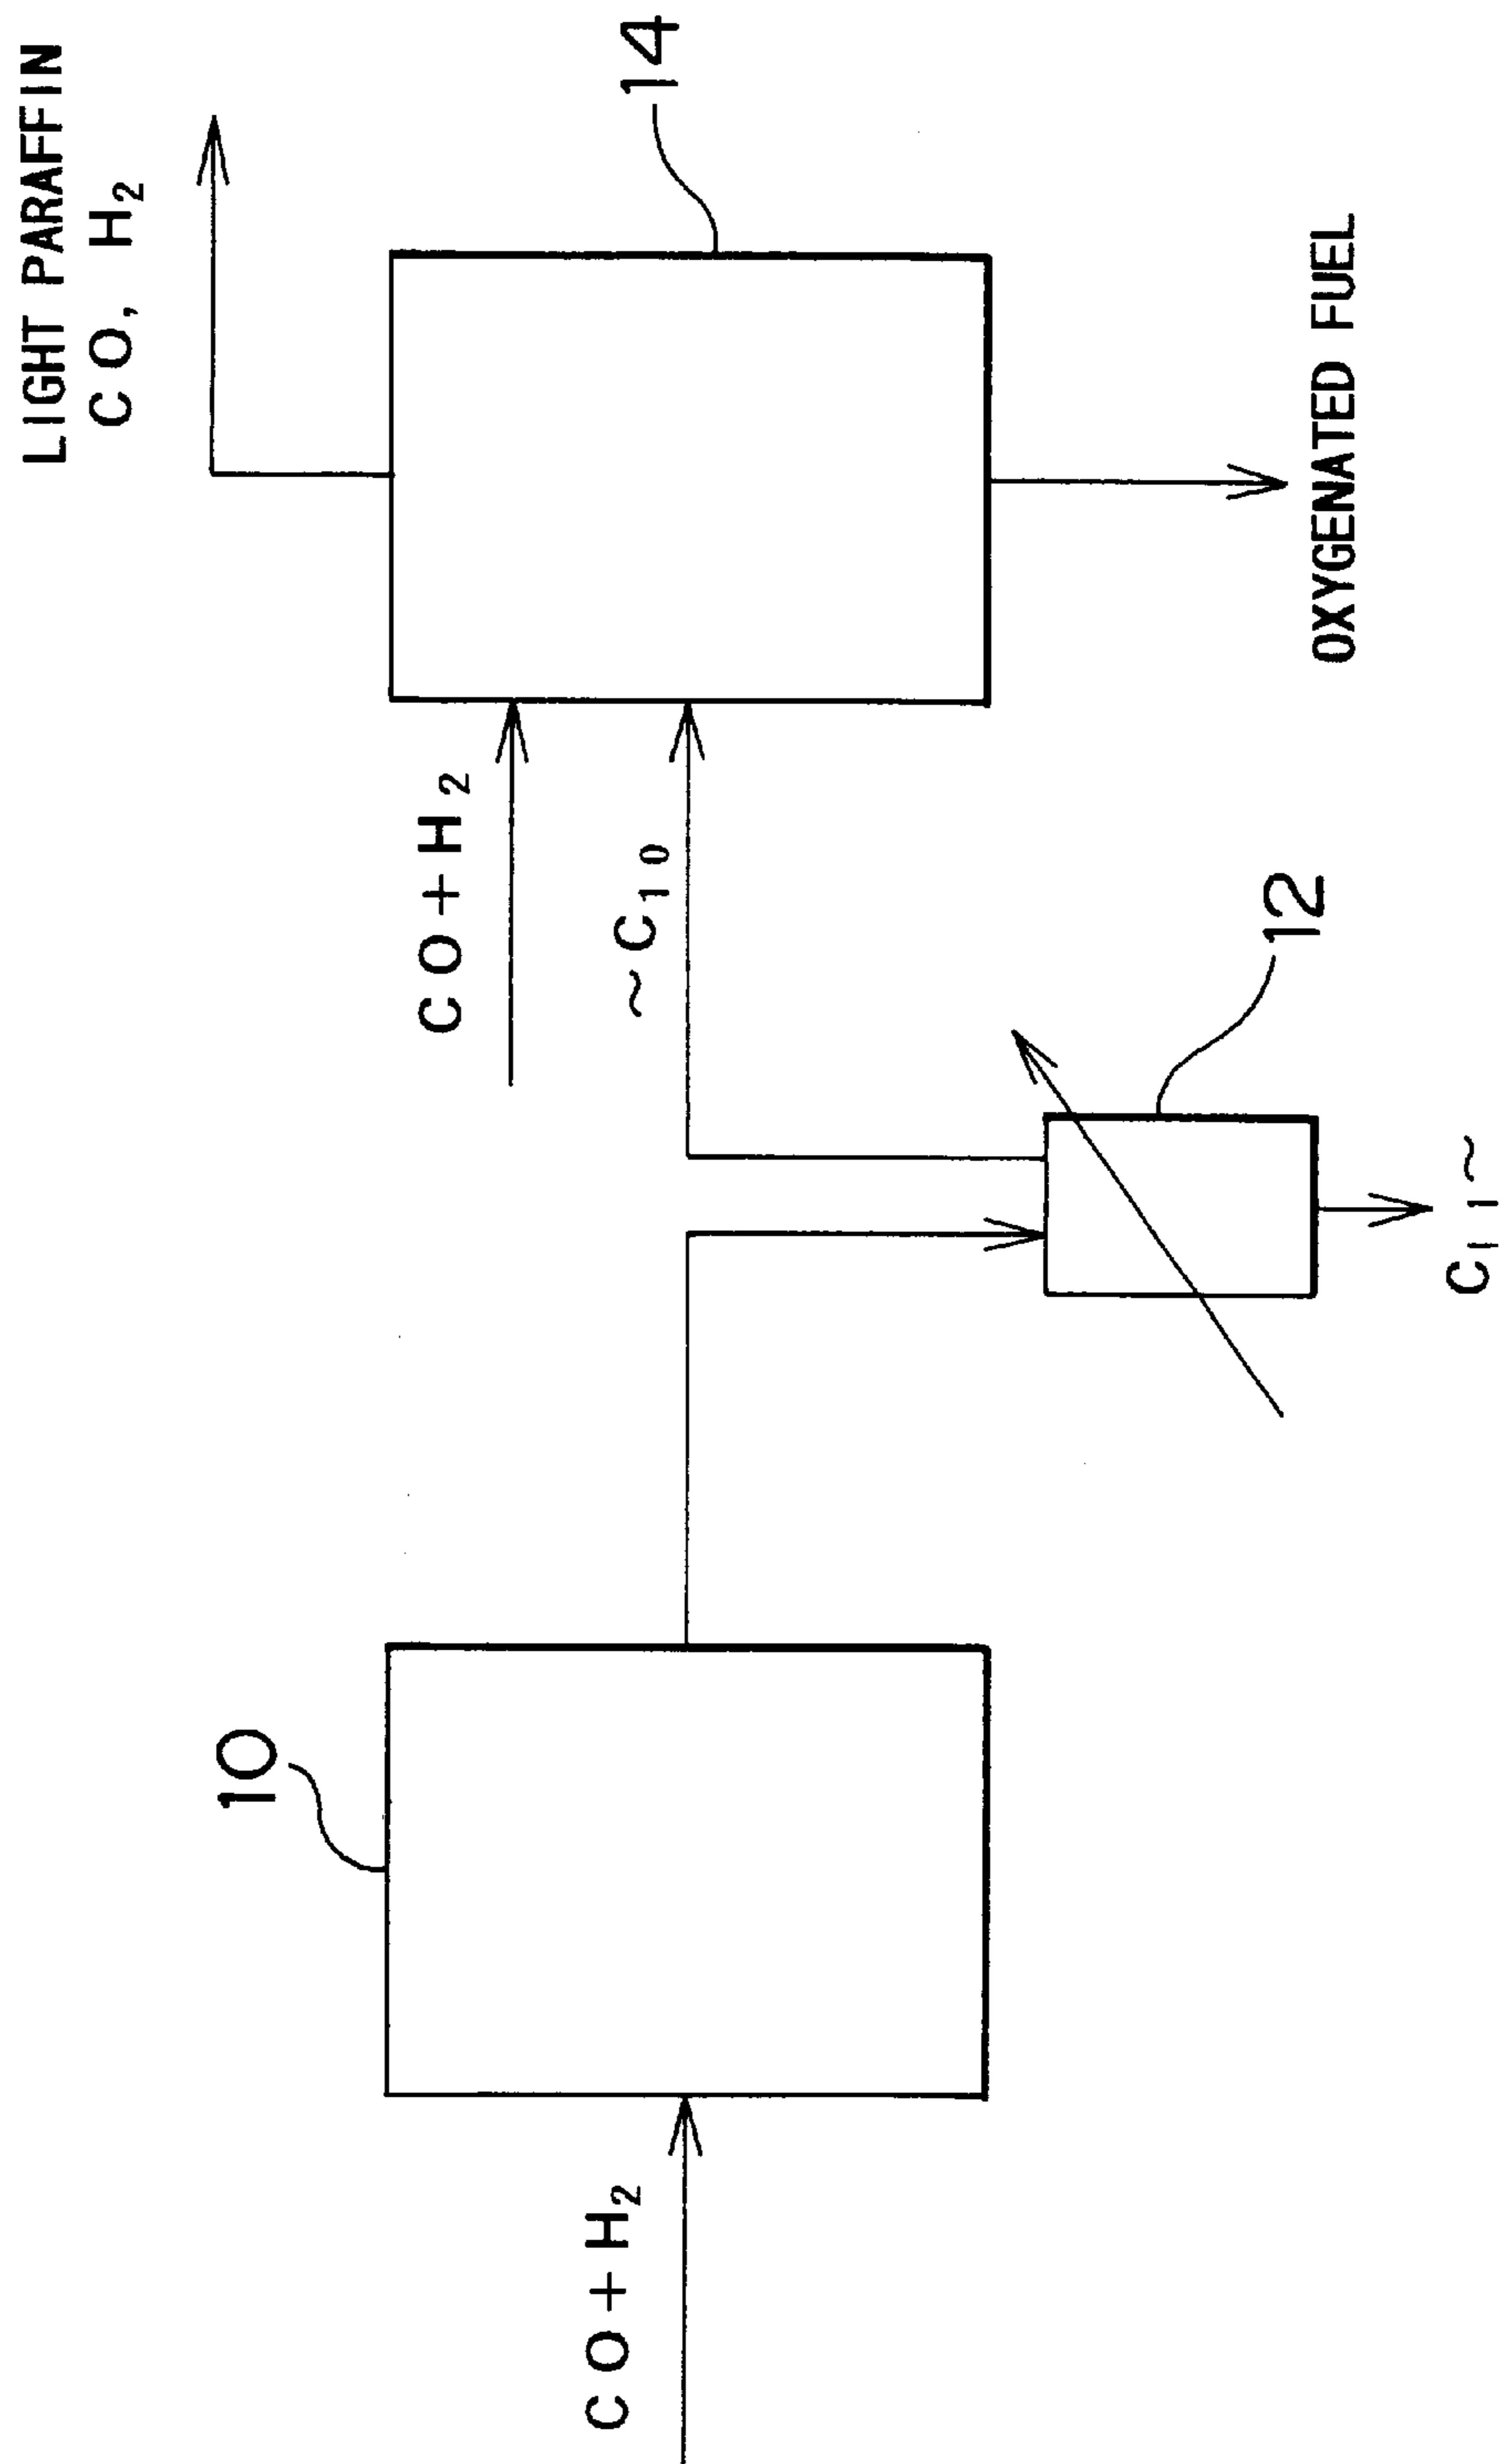 LIGHT PARAFFIN
CO, H₂
14
10
CO+H₂
~C₁₀
CO+H₂
12
OXYGENATED FUEL
C₁₁~